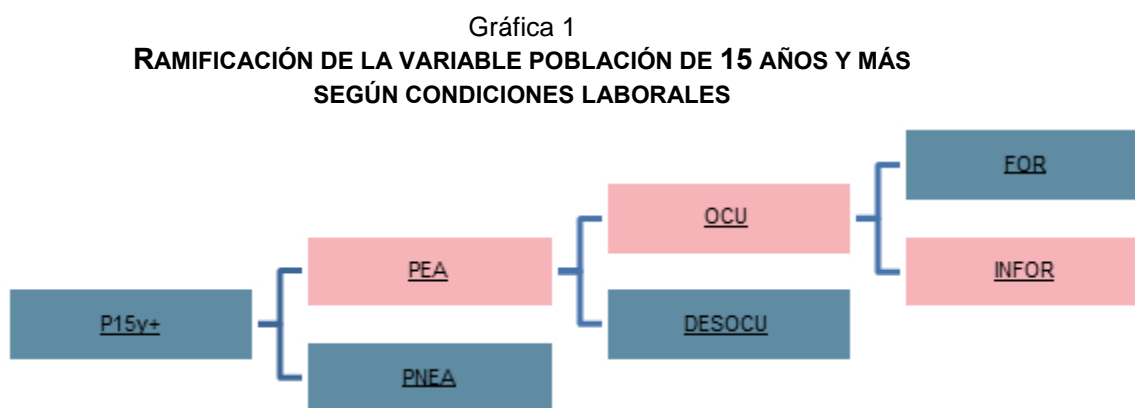 Gráfica 1
RAMIFICACIÓN DE LA VARIABLE POBLACIÓN DE 15 AÑOS Y MÁS
SEGÚN CONDICIONES LABORALES
FOR
OCU
PEA
INFOR
P15y+
DESOCU
PNEA